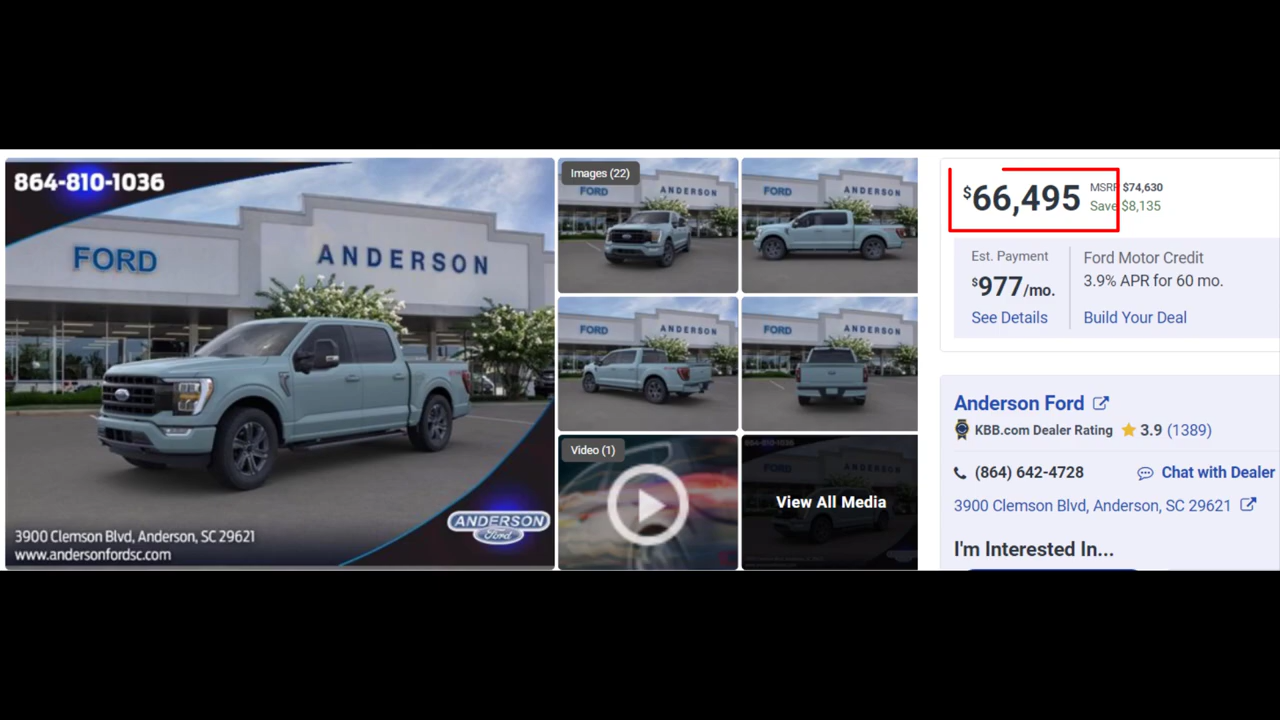 864-810-1036
FORD
ANDERSON
ANDERSON
Ford
3900 Clemson Blvd, Anderson, SC 29621
www.andersonfordsc.com
Images (22)
FORD
ANDERSON
FORD
ANDERSON
FORD
ANDERSON
FORD
ANDERSON
Video (1)
View All Media
$66,495
MSRP $74,630
Save $8,135
Est. Payment
$977/mo.
See Details
Ford Motor Credit
3.9% APR for 60 mo.
Build Your Deal
Anderson Ford
KBB.com Dealer Rating 3.9 (1389)
(864) 642-4728
Chat with Dealer
3900 Clemson Blvd, Anderson, SC 29621
I'm Interested In...